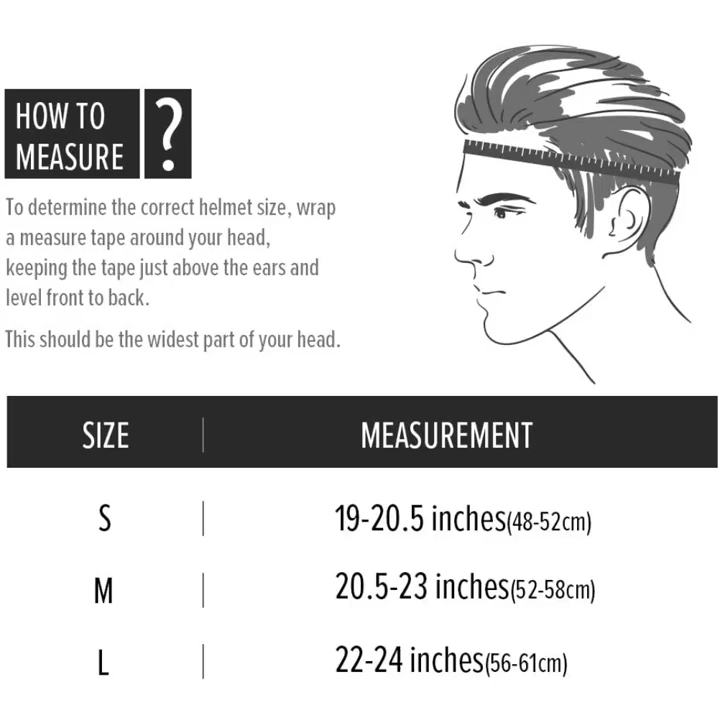 HOW TO
MEASURE
?
To determine the correct helmet size, wrap
a measure tape around your head,
keeping the tape just above the ears and
level front to back.
This should be the widest part of your head.
SIZE | MEASUREMENT
S | 19-20.5 inches(48-52cm)
M | 20.5-23 inches(52-58cm)
L | 22-24 inches(56-61cm)